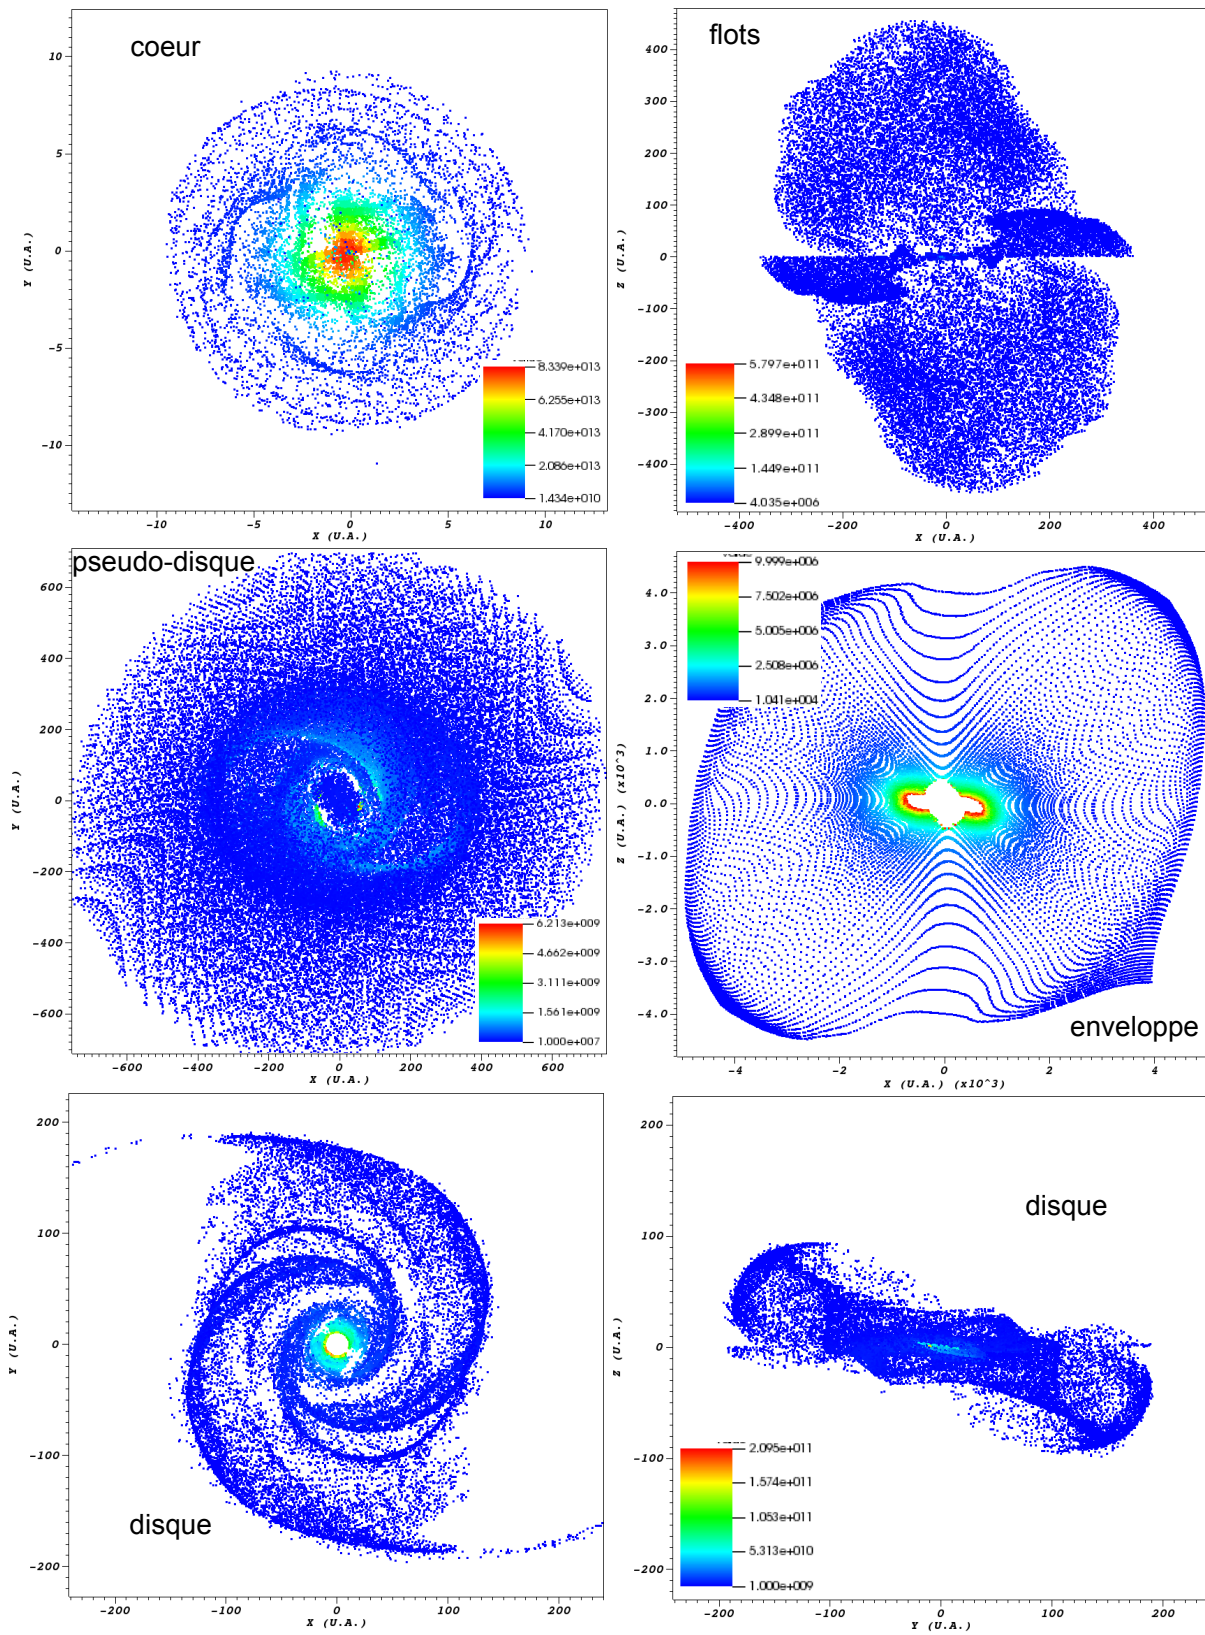 coeur
10
5
0
-5
-10
Y (U.A.)
8.339e+013
6.255e+013
4.170e+013
2.086e+013
1.434e+010
-10 -5 0 5 10
X (U.A.)
flots
400
300
200
100
0
-100
-200
-300
-400
Z (U.A.)
5.797e+011
4.348e+011
2.899e+011
1.449e+011
4.035e+006
-400 -200 0 200 400
X (U.A.)
pseudo-disque
600
400
200
0
-200
-400
-600
Y (U.A.)
6.213e+009
4.662e+009
3.111e+009
1.561e+009
1.000e+007
-600 -400 -200 0 200 400 600
X (U.A.)
9.999e+006
7.502e+006
5.005e+006
2.508e+006
1.041e+004
4.0
3.0
2.0
1.0
0.0
-1.0
-2.0
-3.0
-4.0
Z (U.A.) (x10^3)
enveloppe
-4 -2 0 2 4
X (U.A.) (x10^3)
200
100
0
-100
-200
Y (U.A.)
disque
-200 -100 0 100 200
X (U.A.)
disque
200
100
0
-100
-200
Z (U.A.)
2.095e+011
1.574e+011
1.053e+011
5.313e+010
1.000e+009
-200 -100 0 100 200
Y (U.A.)